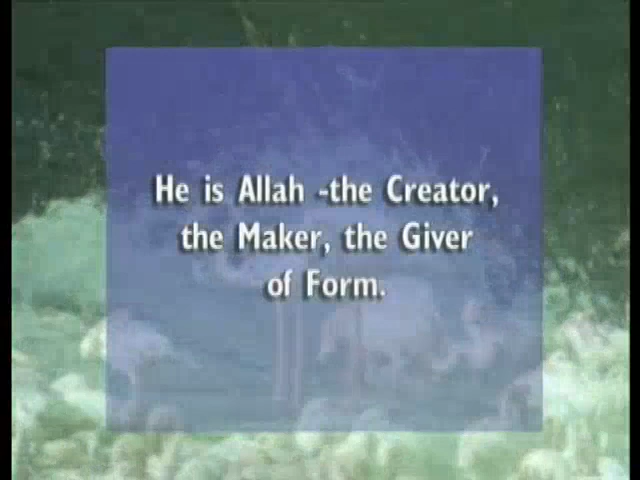 He is Allah -the Creator,
the Maker, the Giver
of Form.